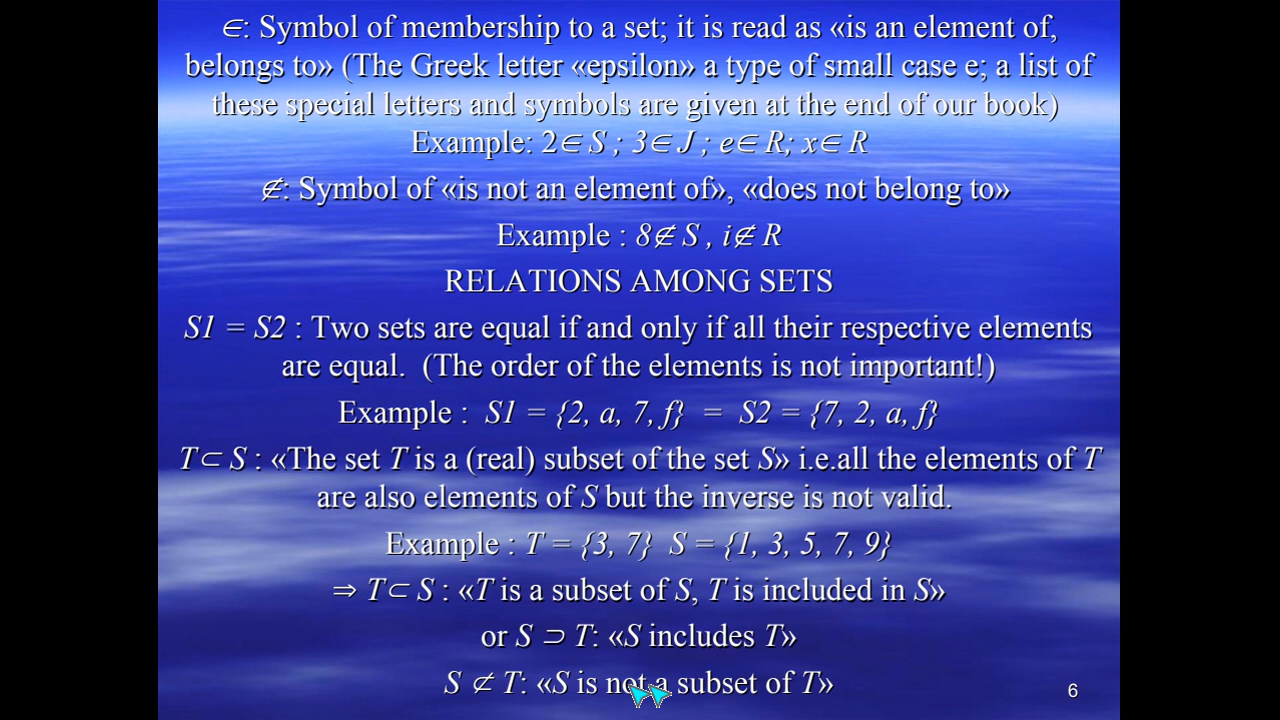 ∈: Symbol of membership to a set; it is read as «is an element of,
belongs to» (The Greek letter «epsilon» a type of small case e; a list of
these special letters and symbols are given at the end of our book)
Example: 2∈ S ; 3∈ J ; e∈ R; x∈ R
∉: Symbol of «is not an element of», «does not belong to»
Example : 8∉ S , i∉ R
RELATIONS AMONG SETS
S1 = S2 : Two sets are equal if and only if all their respective elements
are equal. (The order of the elements is not important!)
Example : S1 = {2, a, 7, f} = S2 = {7, 2, a, f}
T⊂ S : «The set T is a (real) subset of the set S» i.e.all the elements of T
are also elements of S but the inverse is not valid.
Example : T = {3, 7} S = {1, 3, 5, 7, 9}
⇒ T⊂ S : «T is a subset of S, T is included in S»
or S ⊃ T: «S includes T»
S ⊄ T: «S is not a subset of T»
6